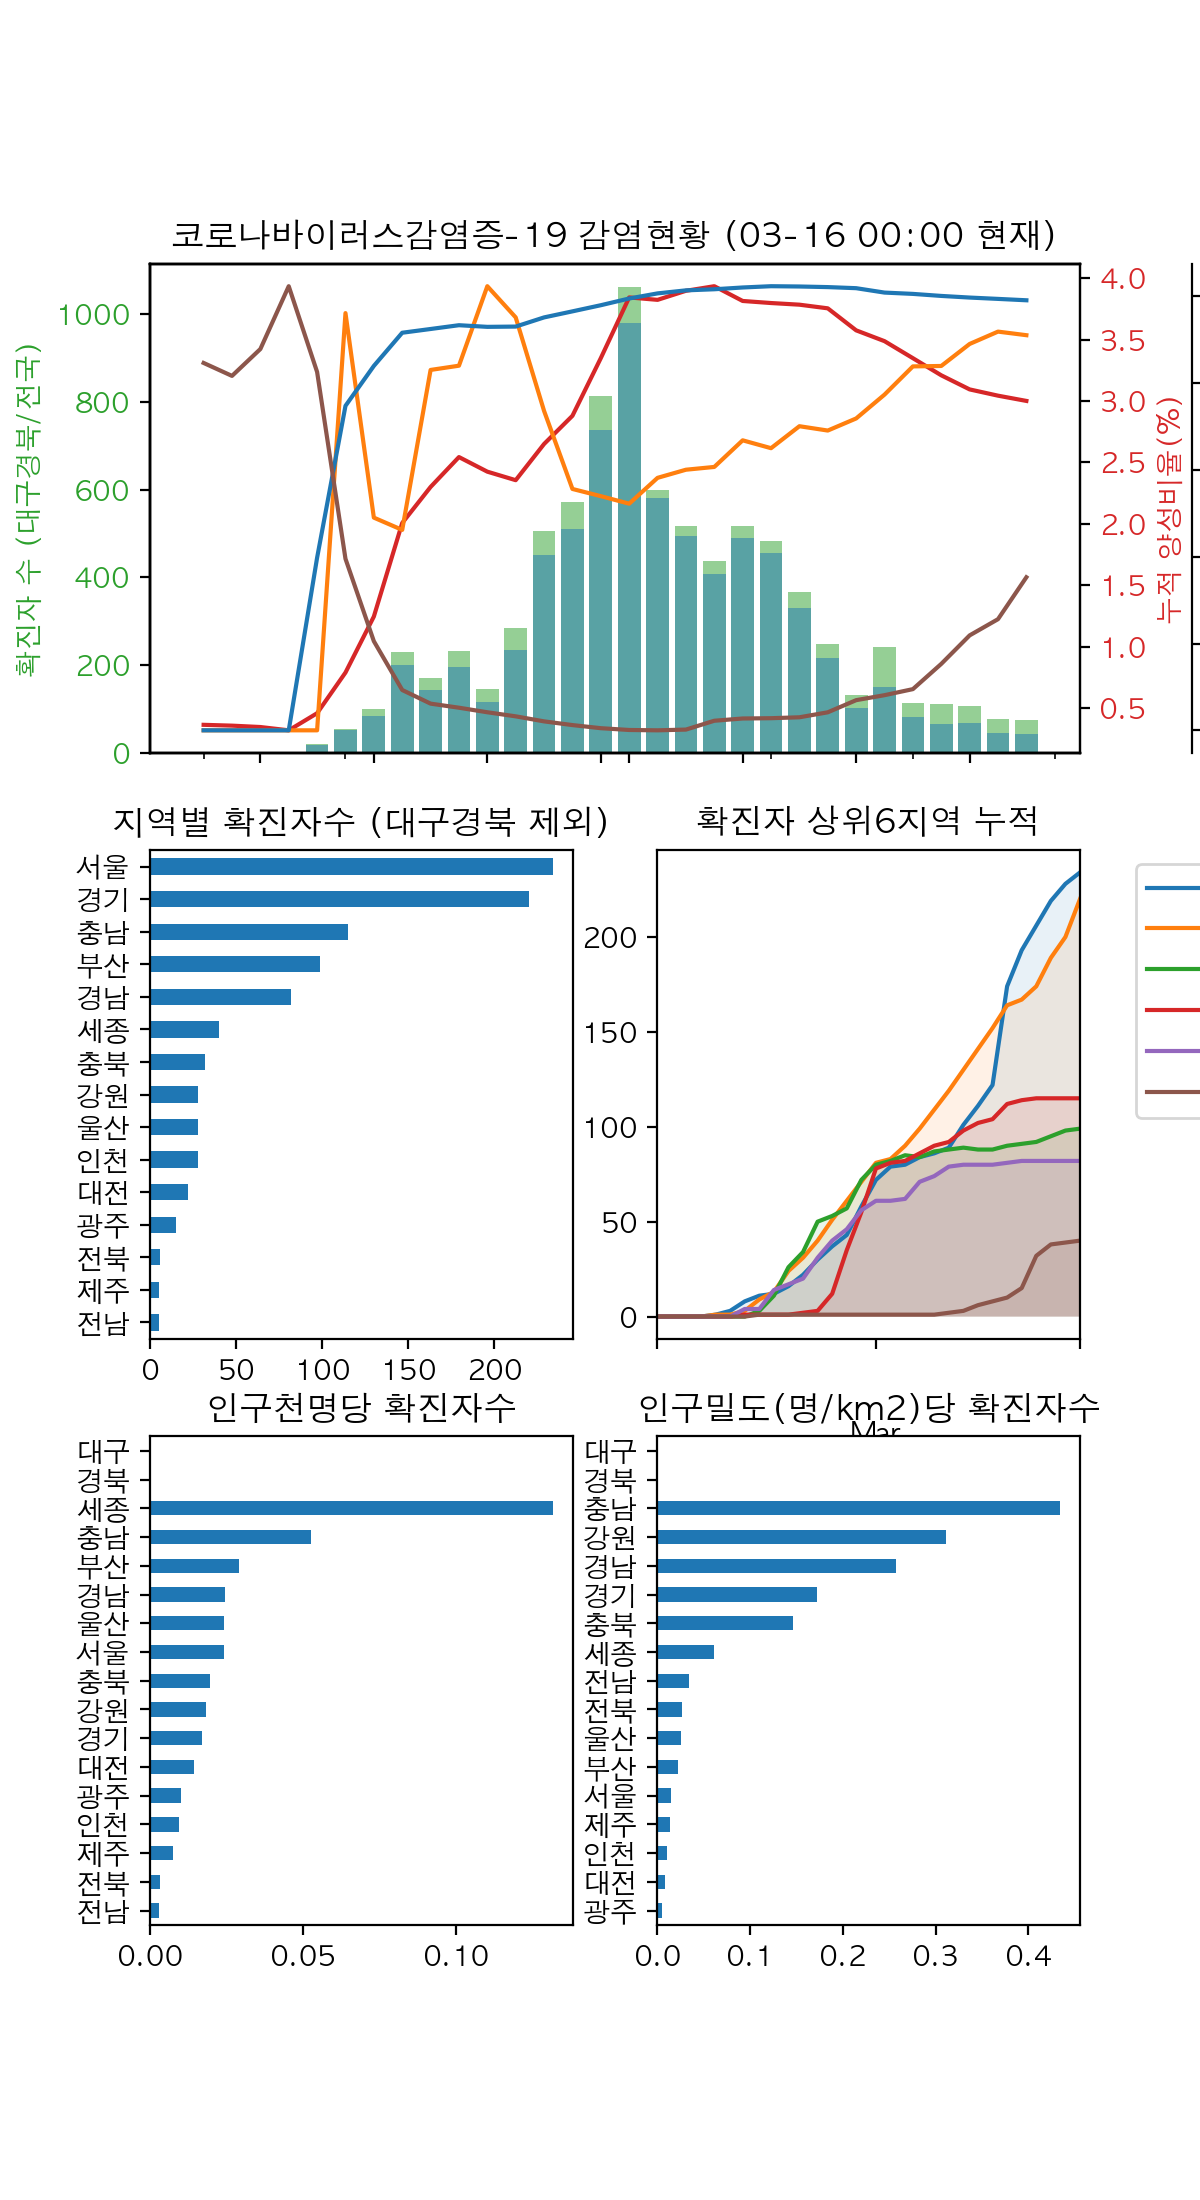 코로나바이러스감염증-19 감염현황 (03-16 00:00 현재)
확진자 수 (대구경북/전국)
1000
800
600
400
200
0
4.0
3.5
3.0
2.5
2.0
1.5
1.0
0.5
누적 양성비율(%)
지역별 확진자수 (대구경북 제외)
서울
경기
충남
부산
경남
세종
충북
강원
울산
인천
대전
광주
전북
제주
전남
0 50 100 150 200
확진자 상위6지역 누적
200
150
100
50
0
Mar
인구천명당 확진자수
대구
경북
세종
충남
부산
경남
울산
서울
충북
강원
경기
대전
광주
인천
제주
전북
전남
0.00 0.05 0.10
인구밀도(명/km2)당 확진자수
대구
경북
충남
강원
경남
경기
충북
세종
전남
전북
울산
부산
서울
제주
인천
대전
광주
0.0 0.1 0.2 0.3 0.4